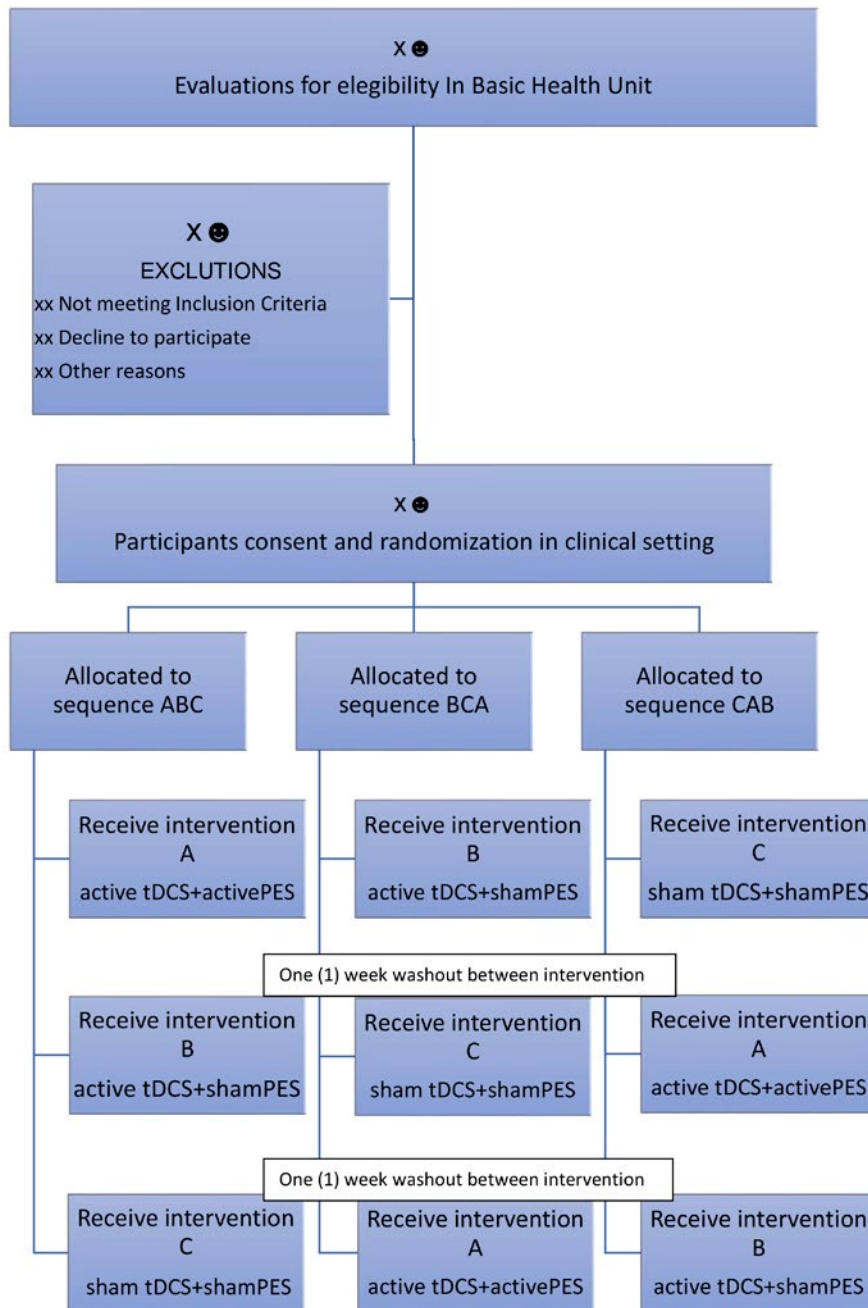 X ☻
Evaluations for elegibility In Basic Health Unit
X ☻
EXCLUTIONS
xx Not meeting Inclusion Criteria
xx Decline to participate
xx Other reasons
X ☻
Participants consent and randomization in clinical setting
Allocated to
sequence ABC
Allocated to
sequence BCA
Allocated to
sequence CAB
Receive intervention
A
active tDCS+activePES
Receive intervention
B
active tDCS+shamPES
Receive intervention
C
sham tDCS+shamPES
One (1) week washout between intervention
Receive intervention
B
active tDCS+shamPES
Receive intervention
C
sham tDCS+shamPES
Receive intervention
A
active tDCS+activePES
One (1) week washout between intervention
Receive intervention
C
sham tDCS+shamPES
Receive intervention
A
active tDCS+activePES
Receive intervention
B
active tDCS+shamPES